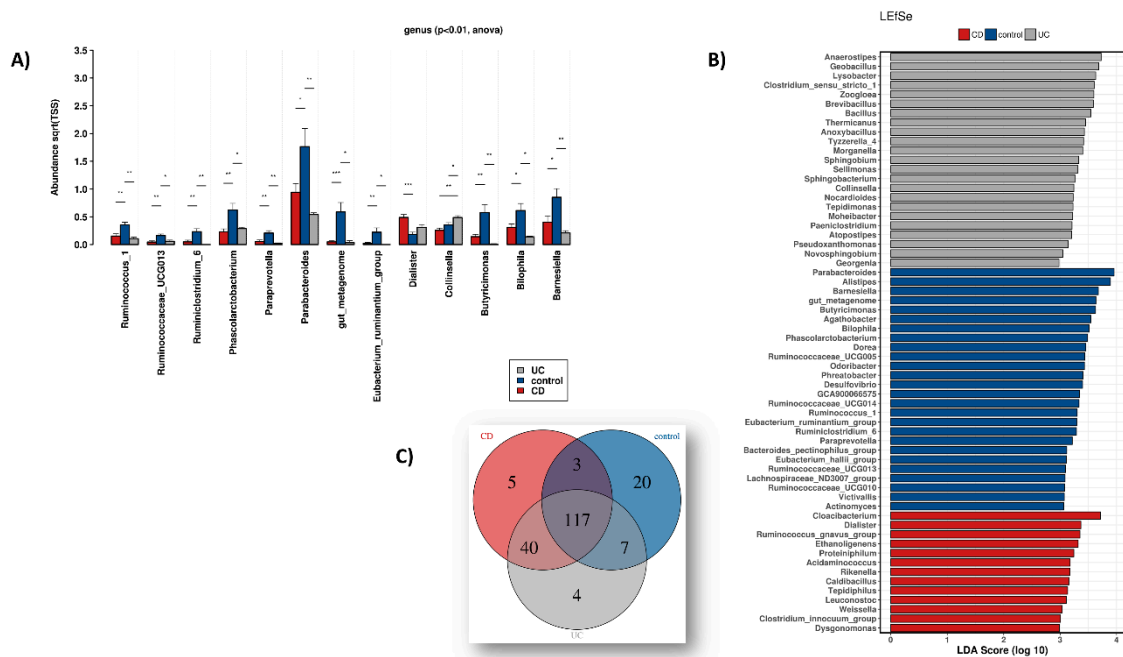 A)
genus (p<0.01, anova)
Abundance sqrt(TSS)
3.5
3.0
2.5
2.0
1.5
1.0
0.5
0.0
Ruminococcus_1
Ruminococcaceae_UCG013
Ruminiclostridium_6
Phascolarctobacterium
Paraprevotella
Parabacteroides
gut_metagenome
Eubacterium_ruminantium_group
Dialister
Collinsella
Butyricimonas
Bilophila
Barnesiella
UC
control
CD
B)
LEfSe
CD control UC
Anaerostipes
Geobacillus
Lysobacter
Clostridium_sensu_stricto_1
Zoogloea
Brevibacillus
Bacillus
Thermicanus
Anoxybacillus
Tyzzerella_4
Morganella
Sphingobium
Sellimonas
Sphingobacterium
Collinsella
Nocardioides
Tepidimonas
Moheibacter
Paeniclostridium
Atopostipes
Pseudoxanthomonas
Novosphingobium
Georgenia
Parabacteroides
Alistipes
Barnesiella
gut_metagenome
Butyricimonas
Agathobacter
Bilophila
Phascolarctobacterium
Dorea
Ruminococcaceae_UCG005
Odoribacter
Phreatobacter
Desulfovibrio
GCA900066575
Ruminococcaceae_UCG014
Ruminococcus_1
Eubacterium_ruminantium_group
Ruminiclostridium_6
Paraprevotella
Bacteroides_pectinophilus_group
Eubacterium_hallii_group
Ruminococcaceae_UCG013
Lachnospiraceae_ND3007_group
Ruminococcaceae_UCG010
Victivallis
Actinomyces
Cloacibacterium
Dialister
Ruminococcus_gnavus_group
Ethanoligenens
Proteiniphilum
Acidaminococcus
Rikenella
Caldibacillus
Tepidiphilus
Leuconostoc
Weissella
Clostridium_innocuum_group
Dysgonomonas
0 1 2 3 4
LDA Score (log 10)
C)
CD
control
5
3
20
117
40
7
4
UC